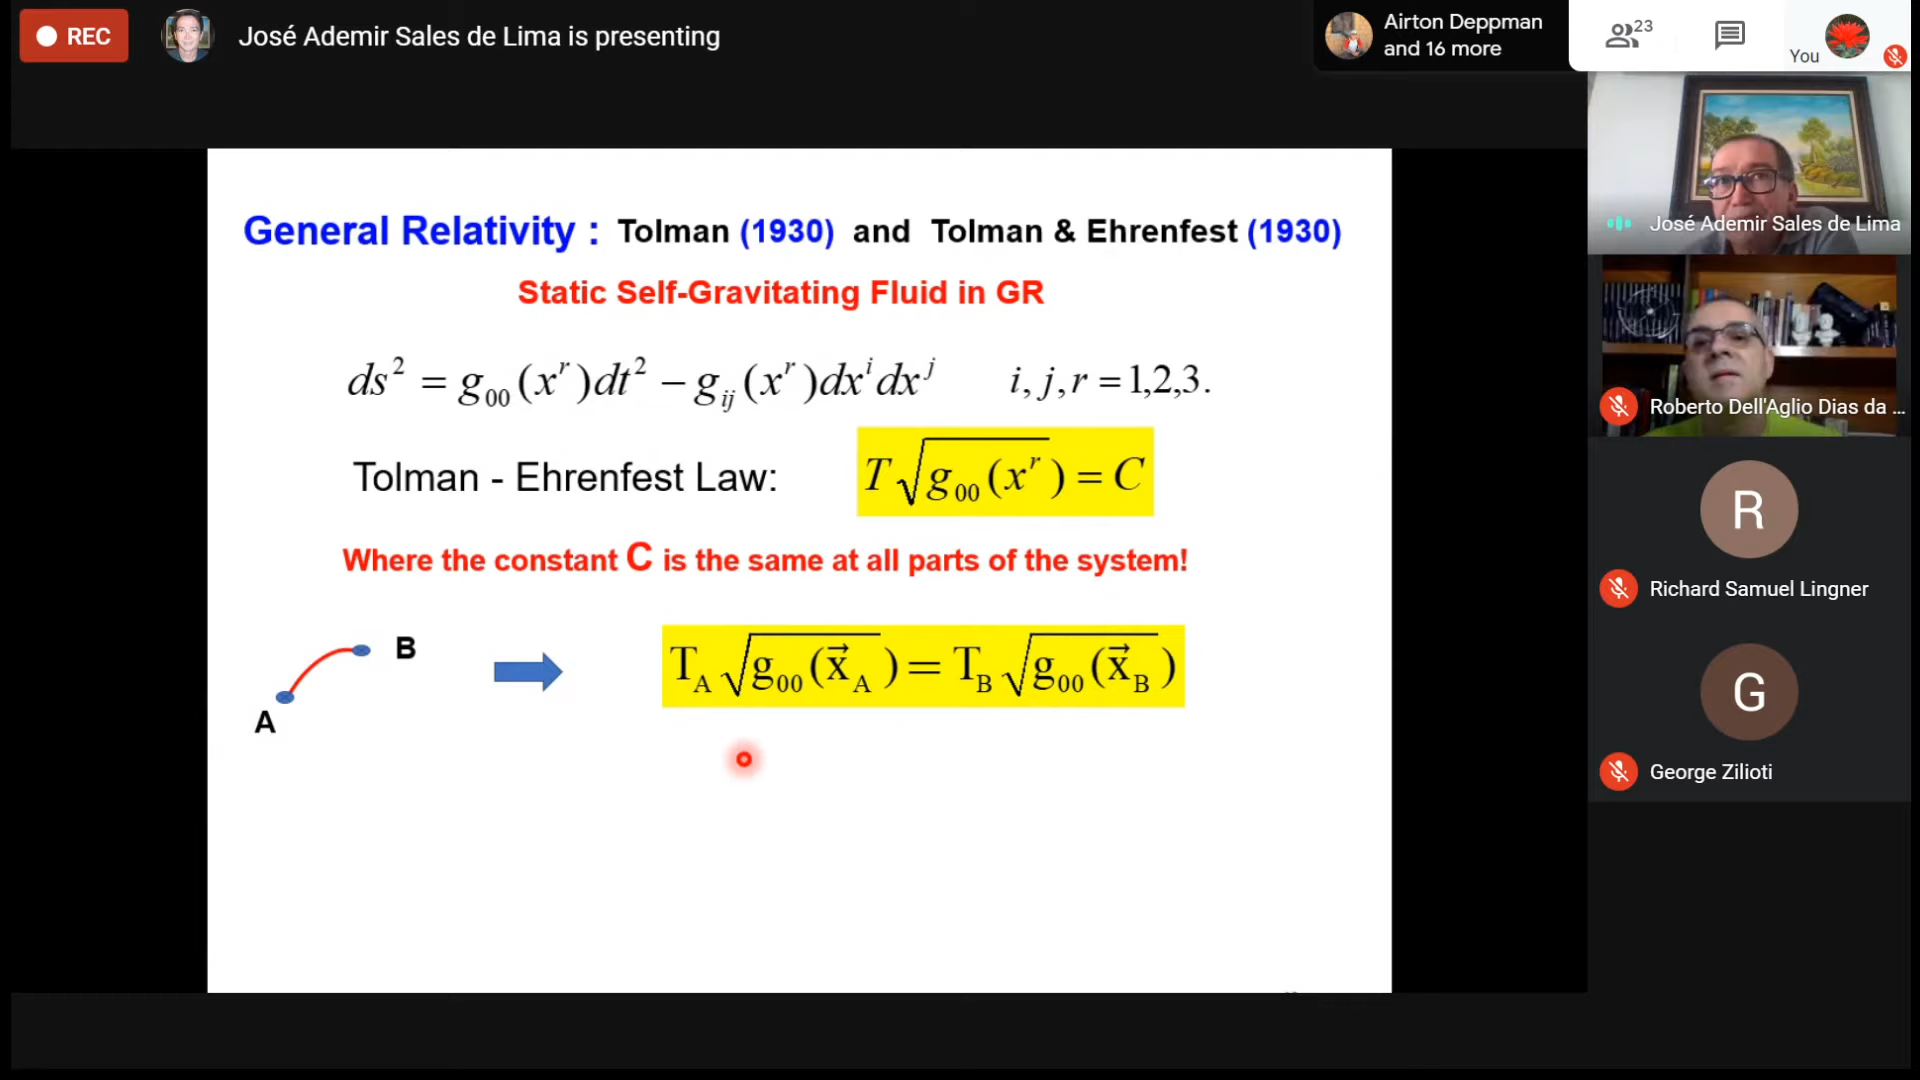 REC
José Ademir Sales de Lima is presenting
Airton Deppman
and 16 more
23
You
General Relativity : Tolman (1930) and Tolman & Ehrenfest (1930)
Static Self-Gravitating Fluid in GR
ds² = g₀₀(xʳ)dt² − gᵢⱼ(xʳ)dxⁱdxʲ i, j, r = 1,2,3.
Tolman - Ehrenfest Law: T√g₀₀(xʳ) = C
Where the constant C is the same at all parts of the system!
A
B
T_A√g₀₀(x⃗_A) = T_B√g₀₀(x⃗_B)
José Ademir Sales de Lima
Roberto Dell'Aglio Dias da ...
R
Richard Samuel Lingner
G
George Zilioti